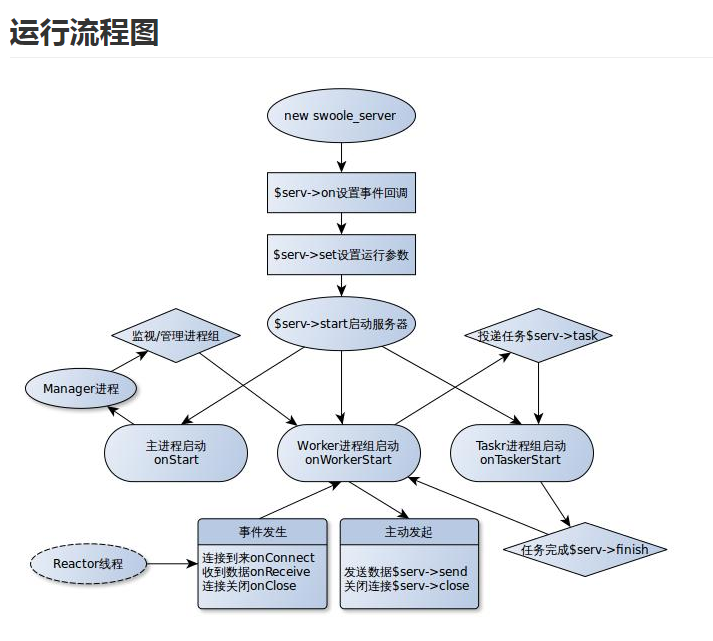 运行流程图
new swoole_server
$serv->on设置事件回调
$serv->set设置运行参数
$serv->start启动服务器
监视/管理进程组
投递任务$serv->task
Manager进程
主进程启动
onStart
Worker进程组启动
onWorkerStart
Taskr进程组启动
onTaskerStart
事件发生
连接到来onConnect
收到数据onReceive
连接关闭onClose
主动发起
发送数据$serv->send
关闭连接$serv->close
任务完成$serv->finish
Reactor线程